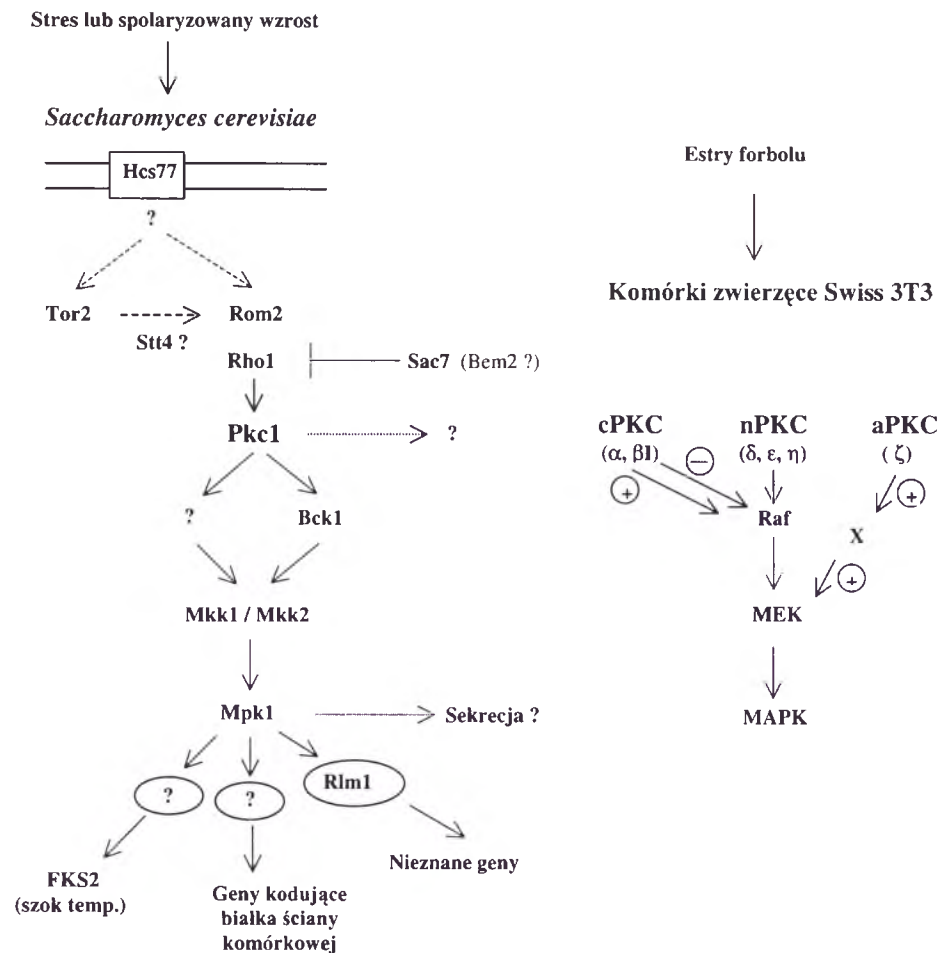 Stres lub spolaryzowany wzrost
Saccharomyces cerevisiae
Hcs77
?
Tor2
Rom2
Stt4 ?
Rho1
Sac7 (Bem2 ?)
Pkc1
?
?
Bck1
Mkk1 / Mkk2
Mpk1
Sekrecja ?
?
?
Rlm1
FKS2
(szok temp.)
Geny kodujące
białka ściany
komórkowej
Nieznane geny
Estry forbolu
Komórki zwierzęce Swiss 3T3
cPKC
(α, βI)
nPKC
(δ, ε, η)
aPKC
( ζ )
−
+
+
Raf
X
+
MEK
MAPK